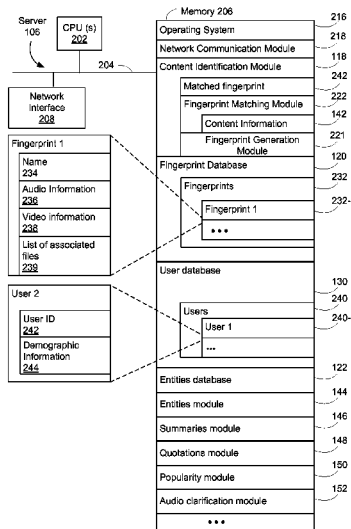 Server
106
CPU (s)
202
204
Network
Interface
208
Fingerprint 1
Name
234
Audio Information
236
Video information
238
List of associated
files
239
User 2
User ID
242
Demographic
Information
244
Memory 206
Operating System
216
Network Communication Module
218
Content Identification Module
118
Matched fingerprint
242
Fingerprint Matching Module
222
Content Information
142
Fingerprint Generation
Module
221
Fingerprint Database
120
Fingerprints
232
Fingerprint 1
232-
•••
User database
130
Users
240
User 1
240-
...
Entities database
122
Entities module
144
Summaries module
146
Quotations module
148
Popularity module
150
Audio clarification module
152
•••